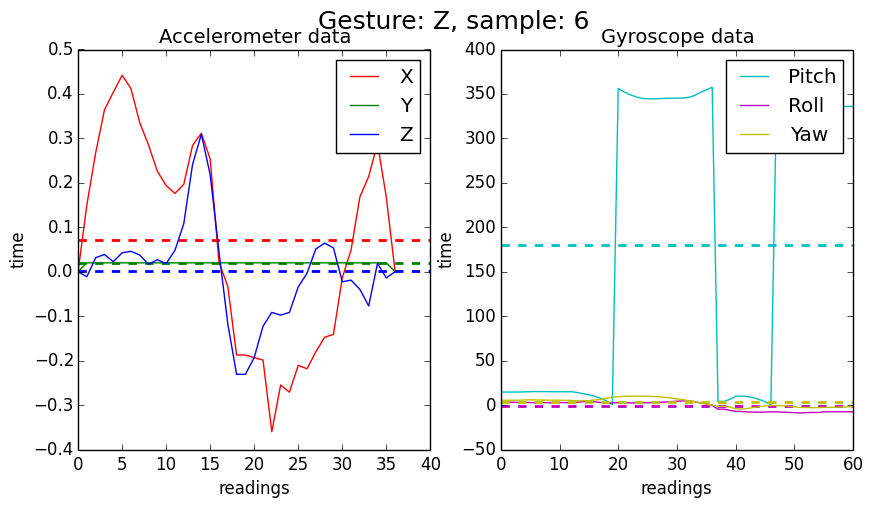 Gesture: Z, sample: 6
Accelerometer data
0.5
0.4
0.3
0.2
0.1
0.0
−0.1
−0.2
−0.3
−0.4
time
0 5 10 15 20 25 30 35 40
readings
X
Y
Z
Gyroscope data
400
350
300
250
200
150
100
50
0
−50
time
0 10 20 30 40 50 60
readings
Pitch
Roll
Yaw